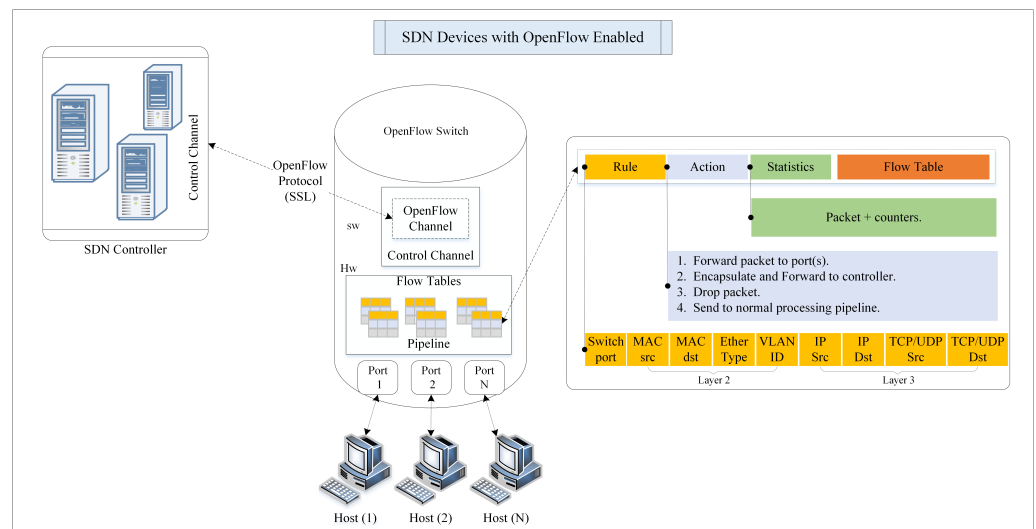 SDN Devices with OpenFlow Enabled
Control Channel
SDN Controller
OpenFlow
Protocol
(SSL)
OpenFlow Switch
OpenFlow
Channel
sw
Control Channel
Hw
Flow Tables
Pipeline
Port
1
Port
2
Port
N
Host (1)
Host (2)
Host (N)
Rule
Action
Statistics
Flow Table
Packet + counters.
1. Forward packet to port(s).
2. Encapsulate and Forward to controller.
3. Drop packet.
4. Send to normal processing pipeline.
Switch
port
MAC
src
MAC
dst
Ether
Type
VLAN
ID
IP
Src
IP
Dst
TCP/UDP
Src
TCP/UDP
Dst
Layer 2
Layer 3